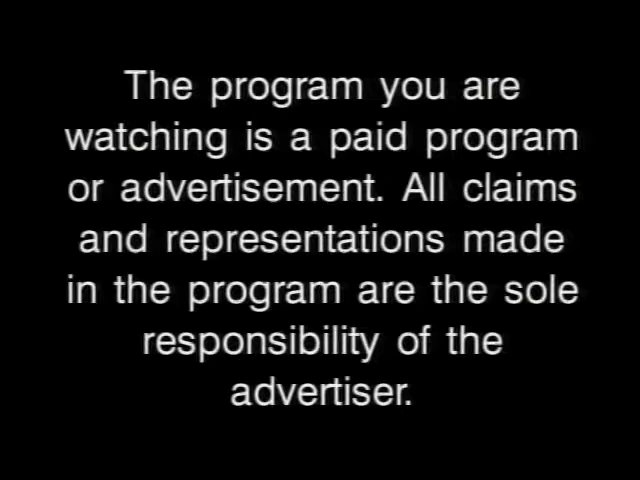 The program you are
watching is a paid program
or advertisement. All claims
and representations made
in the program are the sole
responsibility of the
advertiser.